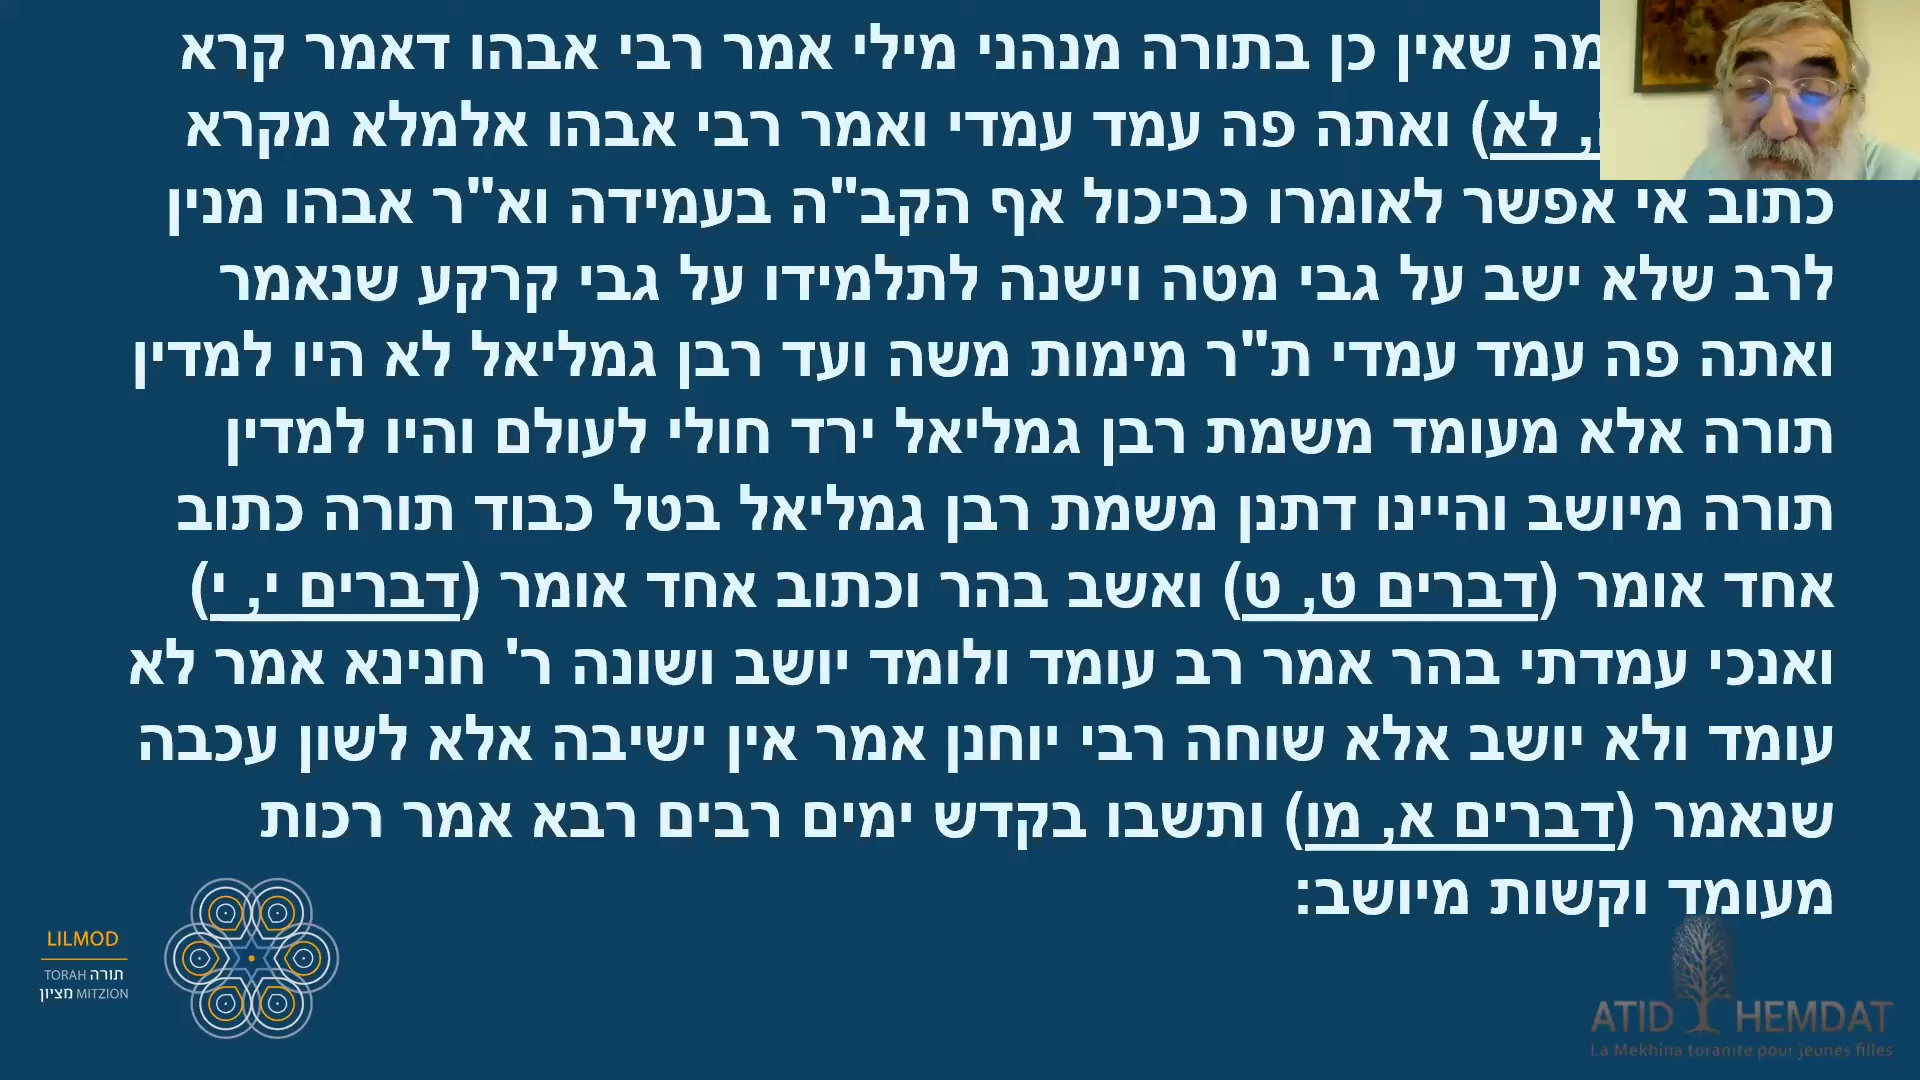 מה שאין כן בתורה מנהני מילי אמר רבי אבהו דאמר קרא
לא) ואתה פה עמד עמדי ואמר רבי אבהו אלמלא מקרא
כתוב אי אפשר לאומרו כביכול אף הקב"ה בעמידה וא"ר אבהו מנין
לרב שלא ישב על גבי מטה וישנה לתלמידו על גבי קרקע שנאמר
ואתה פה עמד עמדי ת"ר מימות משה ועד רבן גמליאל לא היו למדין
תורה אלא מעומד משמת רבן גמליאל ירד חולי לעולם והיו למדין
תורה מיושב והיינו דתנן משמת רבן גמליאל בטל כבוד תורה כתוב
אחד אומר (דברים ט, ט) ואשב בהר וכתוב אחד אומר (דברים י, י)
ואנכי עמדתי בהר אמר רב עומד ולומד יושב ושונה ר' חנינא אמר לא
עומד ולא יושב אלא שוחה רבי יוחנן אמר אין ישיבה אלא לשון עכבה
שנאמר (דברים א, מו) ותשבו בקדש ימים רבים רבא אמר רכות
מעומד וקשות מיושב:
LILMOD
TORAH תורה
מציון MITZION
ATID HEMDAT
La Mekhina toranite pour jeunes filles